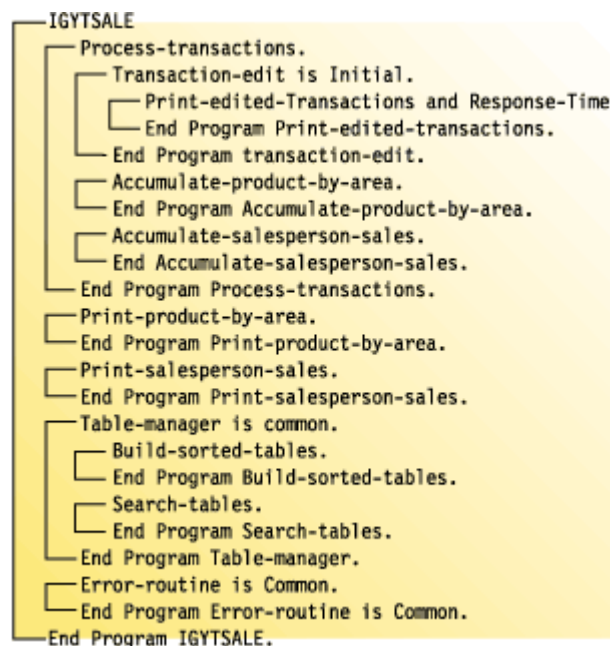 IGYTSALE
Process-transactions.
Transaction-edit is Initial.
Print-edited-Transactions and Response-Time
End Program Print-edited-transactions.
End Program transaction-edit.
Accumulate-product-by-area.
End Program Accumulate-product-by-area.
Accumulate-salesperson-sales.
End Accumulate-salesperson-sales.
End Program Process-transactions.
Print-product-by-area.
End Program Print-product-by-area.
Print-salesperson-sales.
End Program Print-salesperson-sales.
Table-manager is common.
Build-sorted-tables.
End Program Build-sorted-tables.
Search-tables.
End Program Search-tables.
End Program Table-manager.
Error-routine is Common.
End Program Error-routine is Common.
End Program IGYTSALE.